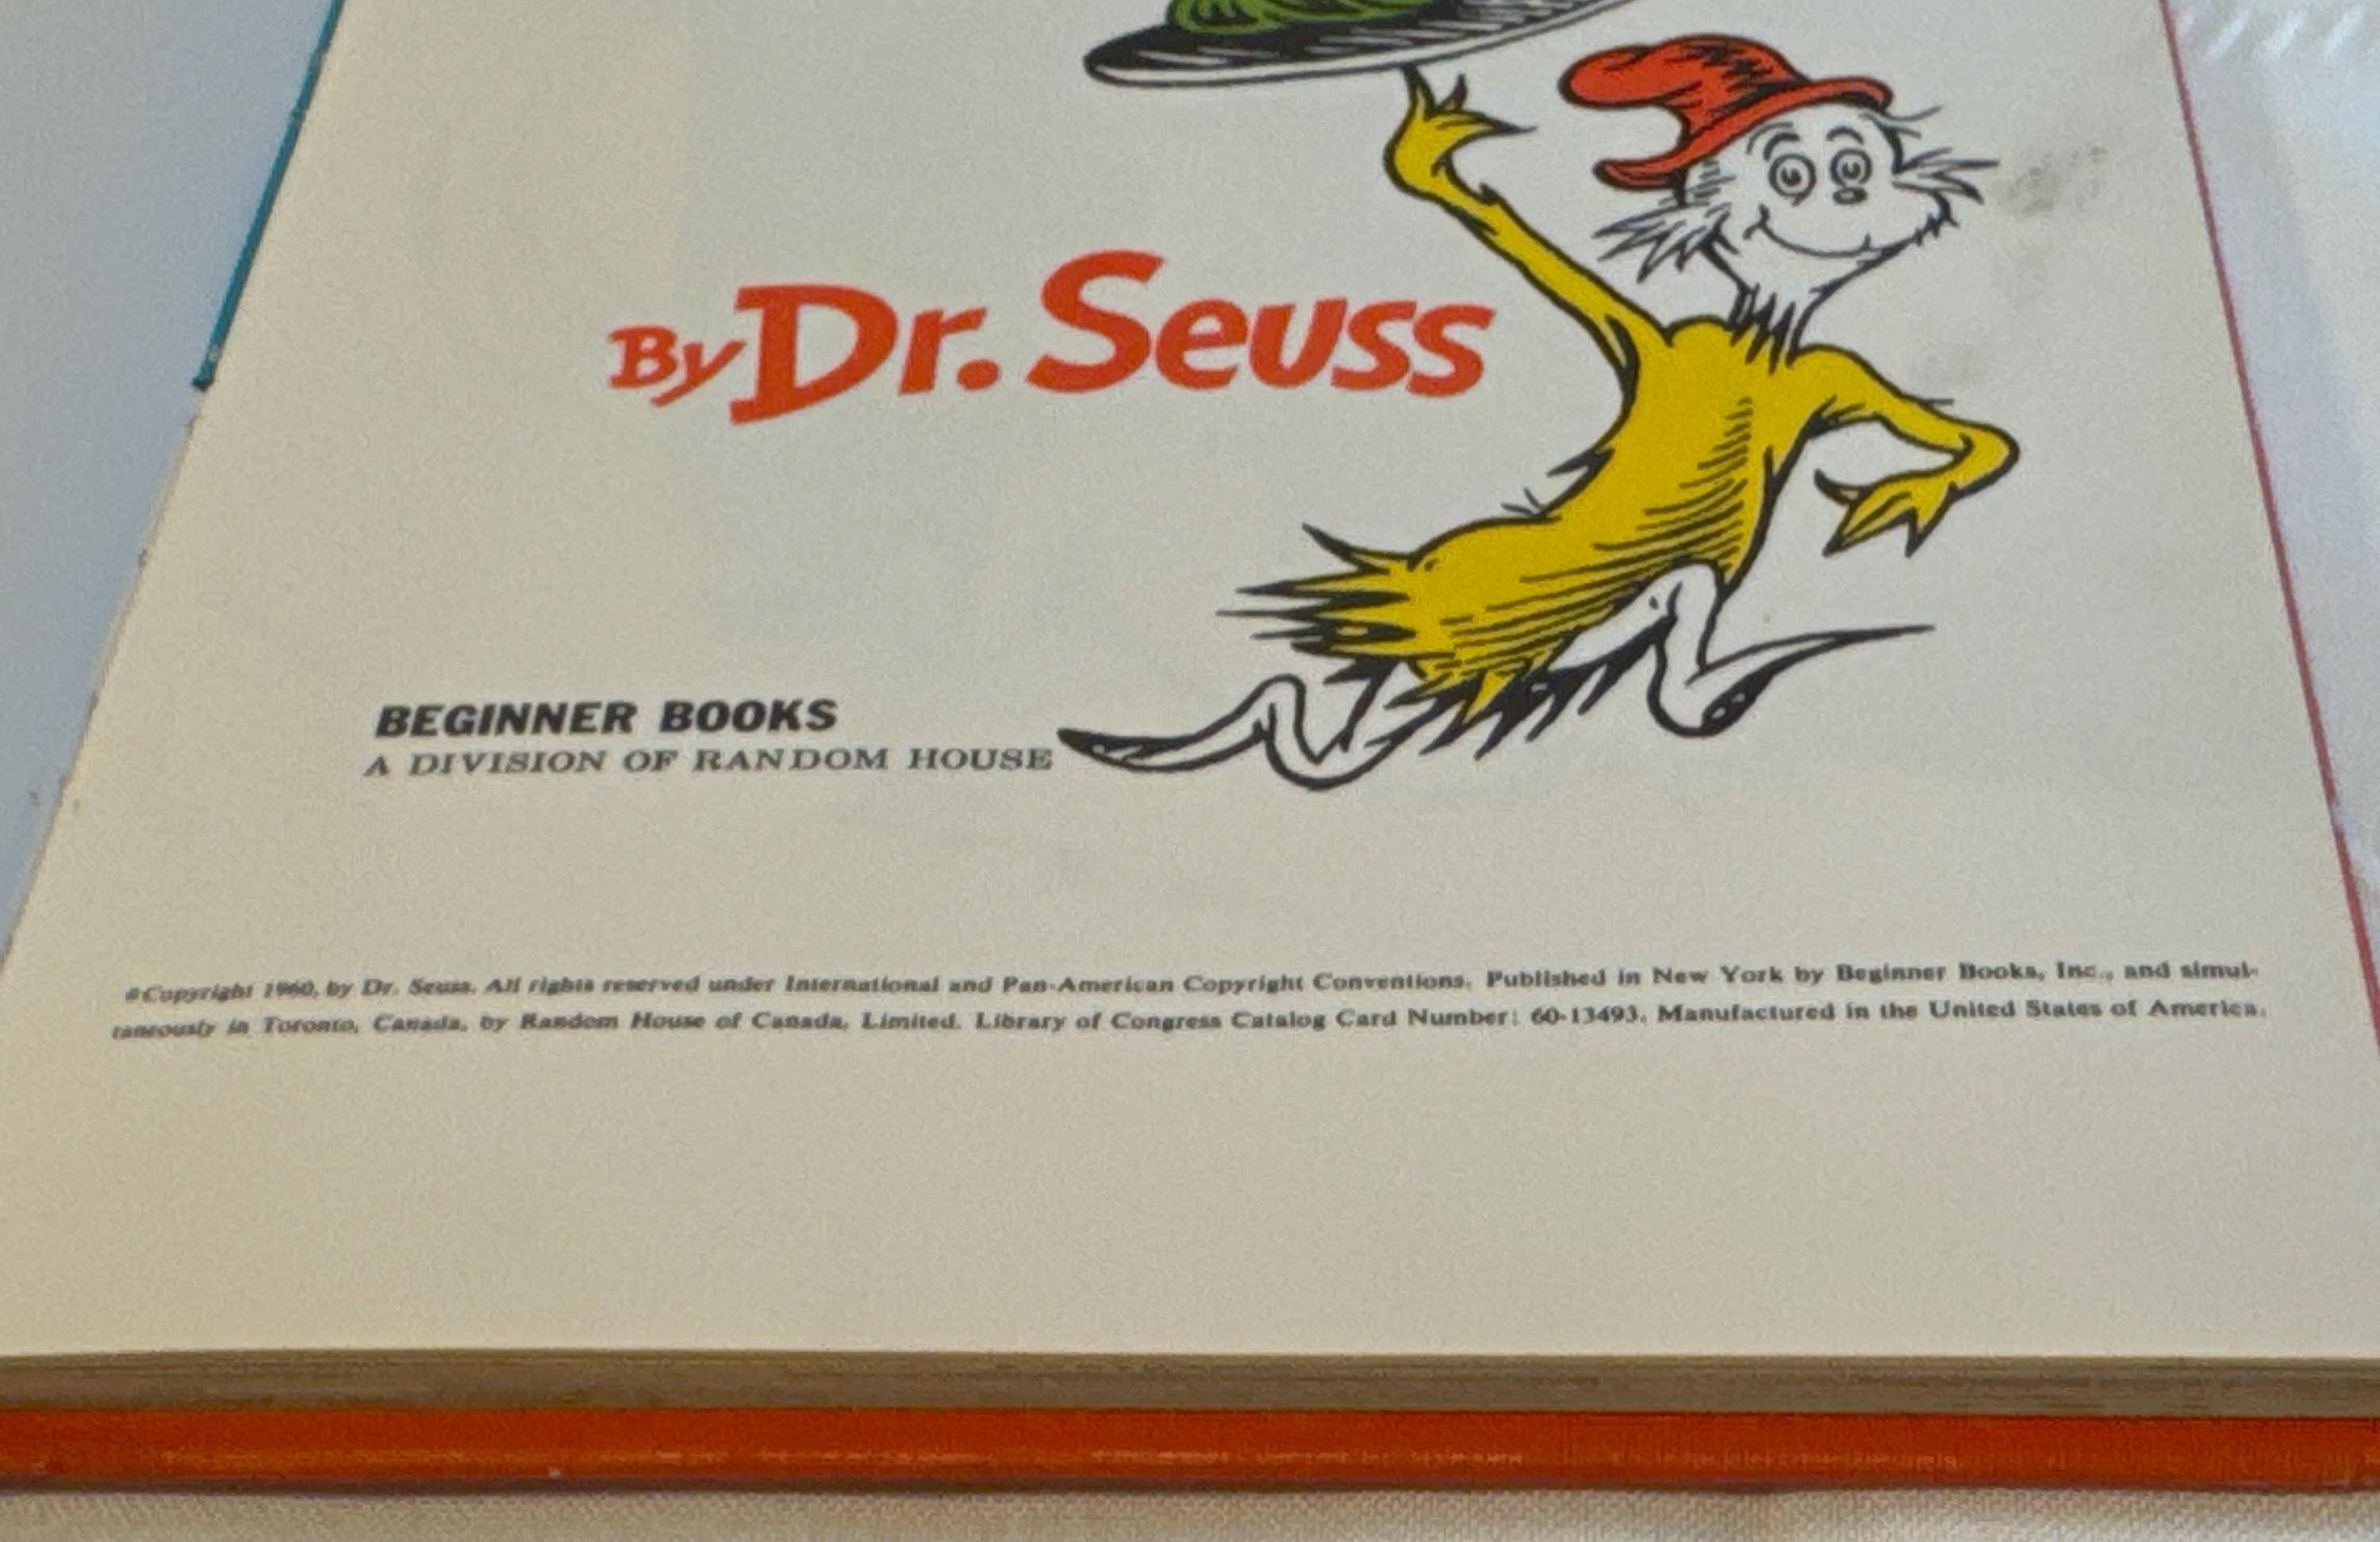 By Dr. Seuss
BEGINNER BOOKS
A DIVISION OF RANDOM HOUSE
©Copyright 1960, by Dr. Seuss. All rights reserved under International and Pan-American Copyright Conventions. Published in New York by Beginner Books, Inc., and simul-
taneously in Toronto, Canada, by Random House of Canada, Limited. Library of Congress Catalog Card Number: 60-13493. Manufactured in the United States of America.